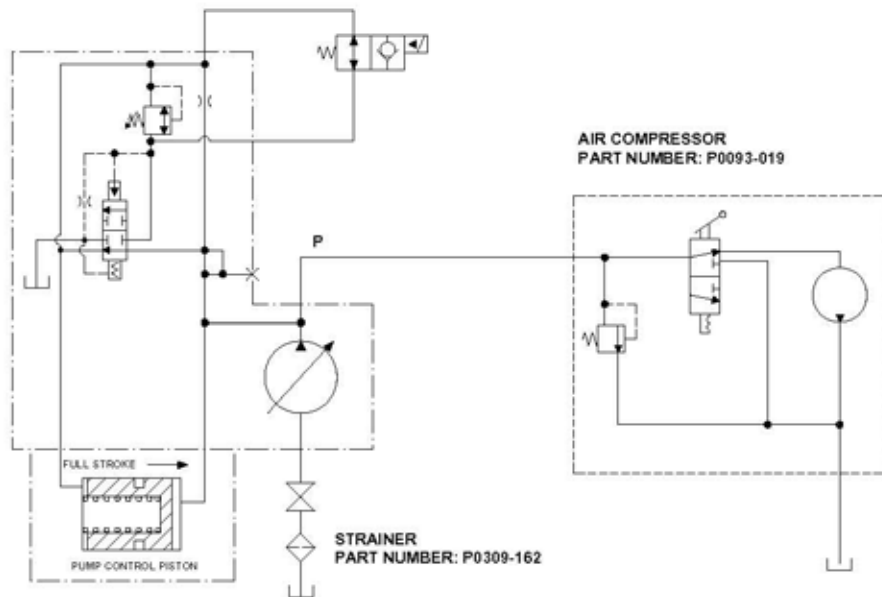 AIR COMPRESSOR
PART NUMBER: P0093-019
P
FULL STROKE
PUMP CONTROL PISTON
STRAINER
PART NUMBER: P0309-162